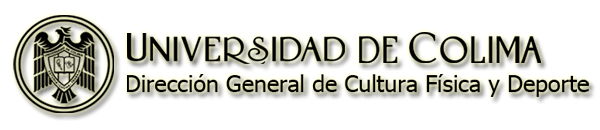 UNIVERSIDAD DE COLIMA
Dirección General de Cultura Física y Deporte